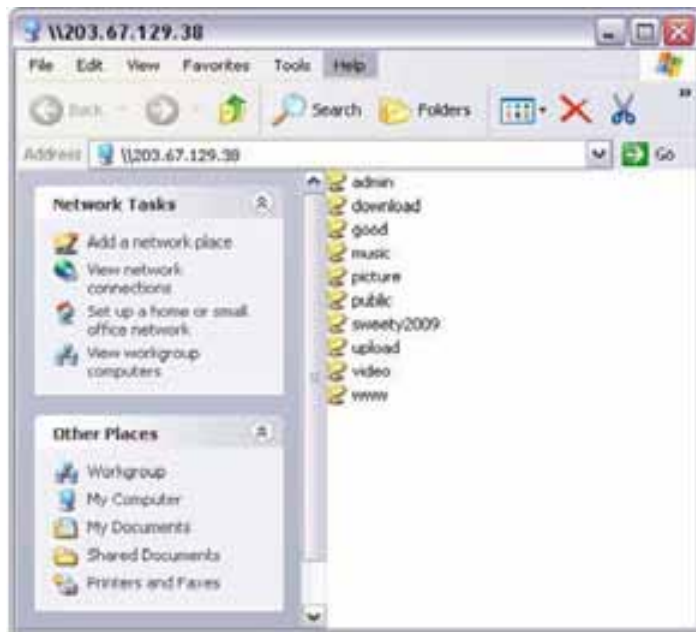 \\203.67.129.38
File Edit View Favorites Tools Help
Back Search Folders
Address \\203.67.129.38 Go
Network Tasks
Add a network place
View network
connections
Set up a home or small
office network
View workgroup
computers
Other Places
Workgroup
My Computer
My Documents
Shared Documents
Printers and Faxes
admin
download
good
music
picture
public
sweety2009
upload
video
www